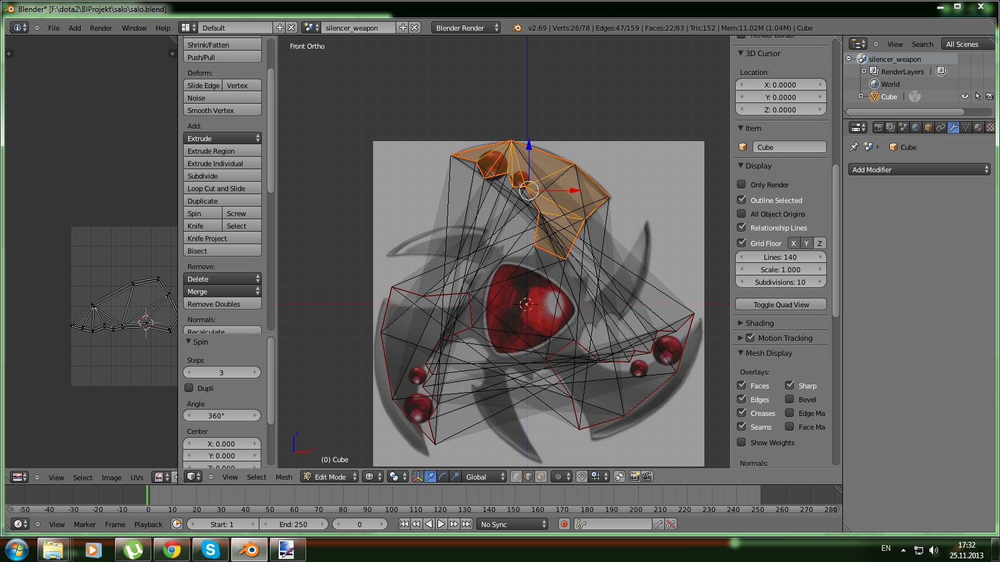 Blender* [F:\dota2\BIProjekt\salo\salo.blend]
File Add Render Window Help
Default
silencer_weapon
Blender Render
v2.69 | Verts:26/78 | Edges:47/159 | Faces:22/83 | Tris:152 | Mem:11.02M (1.04M) | Cube
Shrink/Fatten
Push/Pull
Deform:
Slide Edge Vertex
Noise
Smooth Vertex
Add:
Extrude
Extrude Region
Extrude Individual
Subdivide
Loop Cut and Slide
Duplicate
Spin Screw
Knife Select
Knife Project
Bisect
Remove:
Delete
Merge
Remove Doubles
Normals:
Recalculate
Spin
Steps
3
Dupli
Angle
360°
Center
X: 0.000
Y: 0.000
Z: 0.000
Front Ortho
z
x
(0) Cube
Render Border
3D Cursor
Location:
X: 0.0000
Y: 0.0000
Z: 0.0000
Item
Cube
Display
Only Render
Outline Selected
All Object Origins
Relationship Lines
Grid Floor X Y Z
Lines: 140
Scale: 1.000
Subdivisions: 10
Toggle Quad View
Shading
Motion Tracking
Mesh Display
Overlays:
Faces Sharp
Edges Bevel
Creases Edge Ma
Seams Face Ma
Show Weights
Normals:
View Search All Scenes
silencer_weapon
RenderLayers |
World
Cube |
Cube
Add Modifier
View Select Image UVs
View Select Mesh Edit Mode Global
-50 -40 -30 -20 -10 0 10 20 30 40 50 60 70 80 90 100 110 120 130 140 150 160 170 180 190 200 210 220 230 240 250 260 270 280
View Marker Frame Playback
Start: 1 End: 250 0 No Sync
EN
17:32
25.11.2013